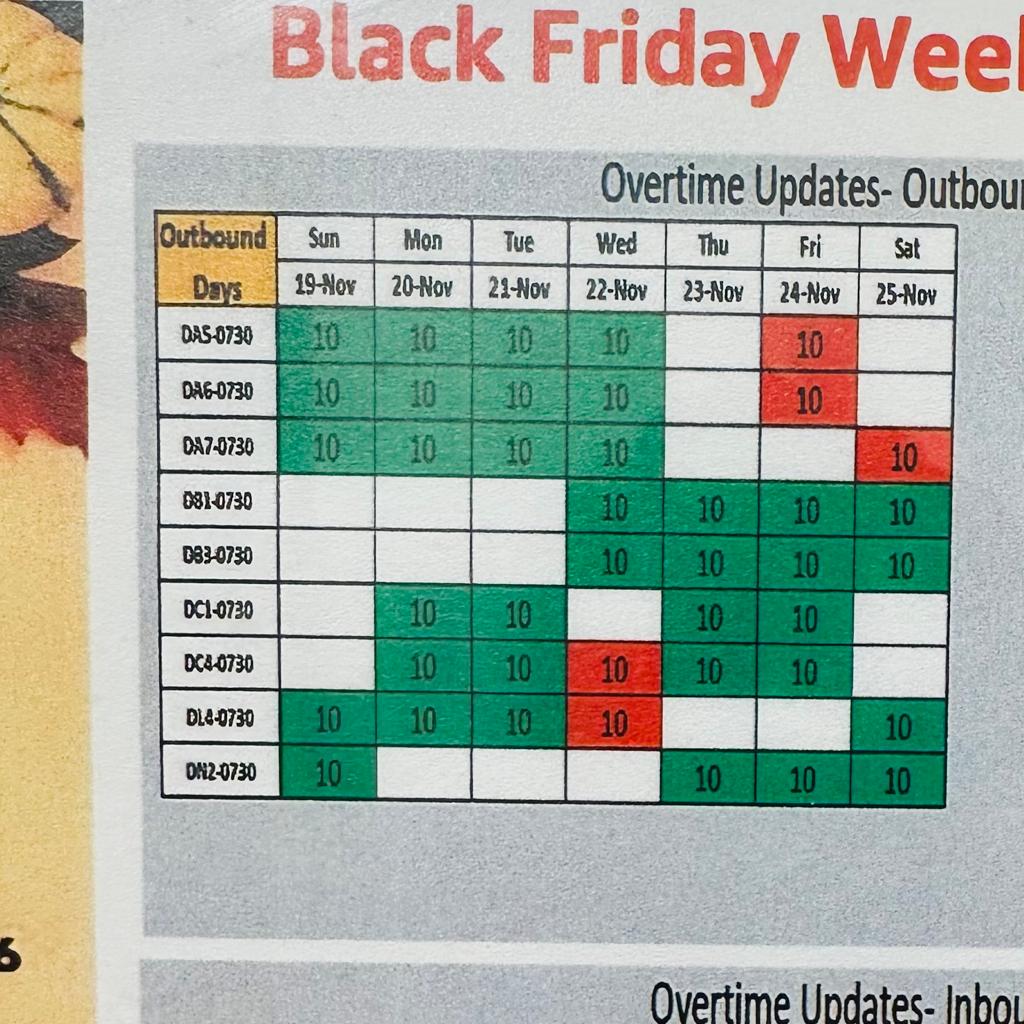 Black Friday Week
Overtime Updates- Outbou
Outbound Sun Mon Tue Wed Thu Fri Sat
Days 19-Nov 20-Nov 21-Nov 22-Nov 23-Nov 24-Nov 25-Nov
DA5-0730 10 10 10 10 10
DA6-0730 10 10 10 10 10
DA7-0730 10 10 10 10 10
DB1-0730 10 10 10 10
DB3-0730 10 10 10 10
DC1-0730 10 10 10 10
DC4-0730 10 10 10 10 10
DL4-0730 10 10 10 10 10
DN2-0730 10 10 10 10
6
Overtime Updates- Inbou